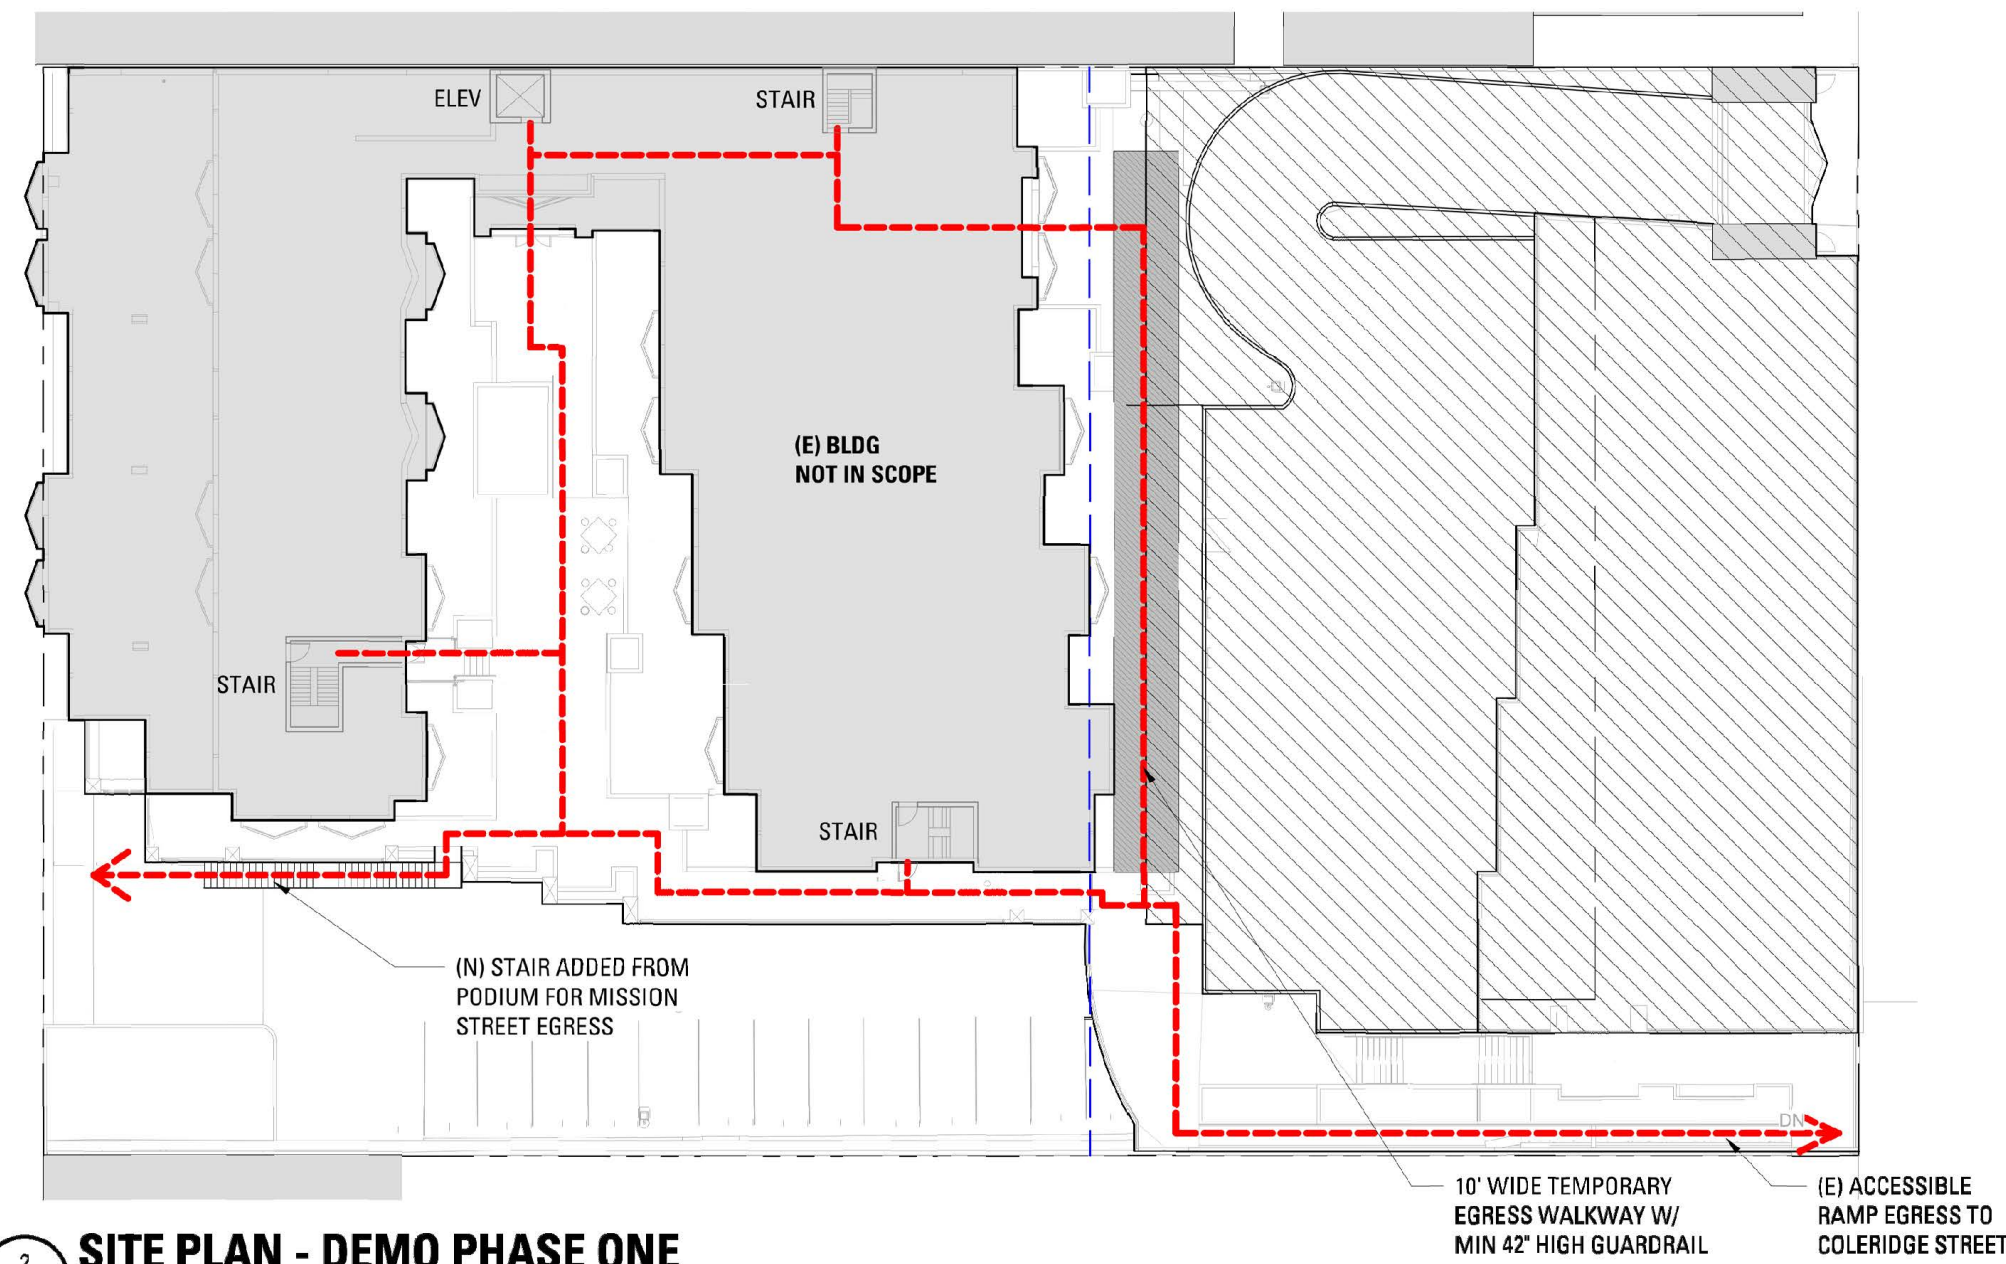 ELEV
STAIR
(E) BLDG
NOT IN SCOPE
STAIR
STAIR
(N) STAIR ADDED FROM
PODIUM FOR MISSION
STREET EGRESS
DN
10' WIDE TEMPORARY
EGRESS WALKWAY W/
MIN 42" HIGH GUARDRAIL
(E) ACCESSIBLE
RAMP EGRESS TO
COLERIDGE STREET
2
SITE PLAN - DEMO PHASE ONE